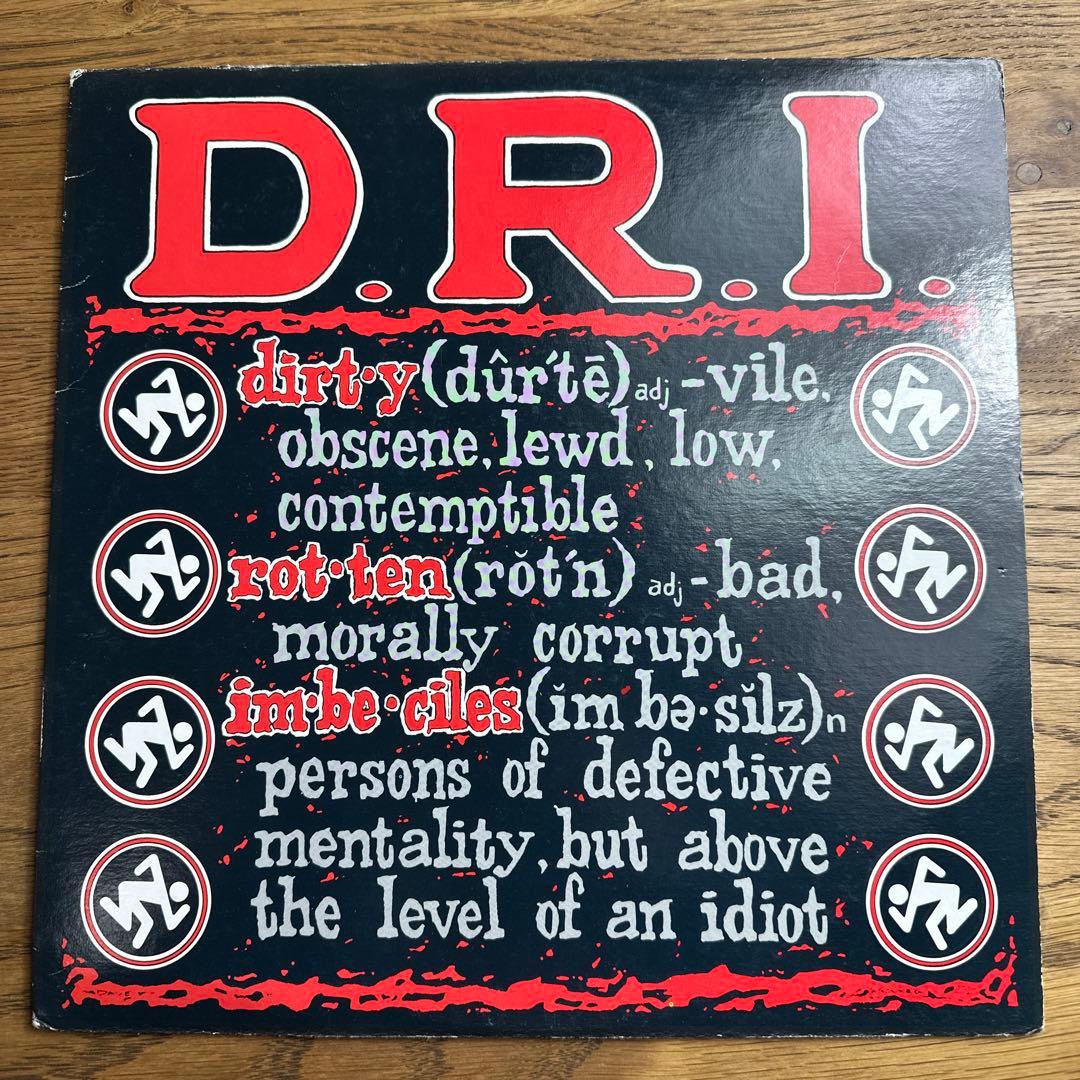 D.R.I.
dirt·y (dûr′tē) adj -vile,
obscene, lewd, low,
contemptible
rot·ten (rŏt′n) adj -bad,
morally corrupt
im·be·ciles (ĭm bə·sĭlz) n
persons of defective
mentality, but above
the level of an idiot